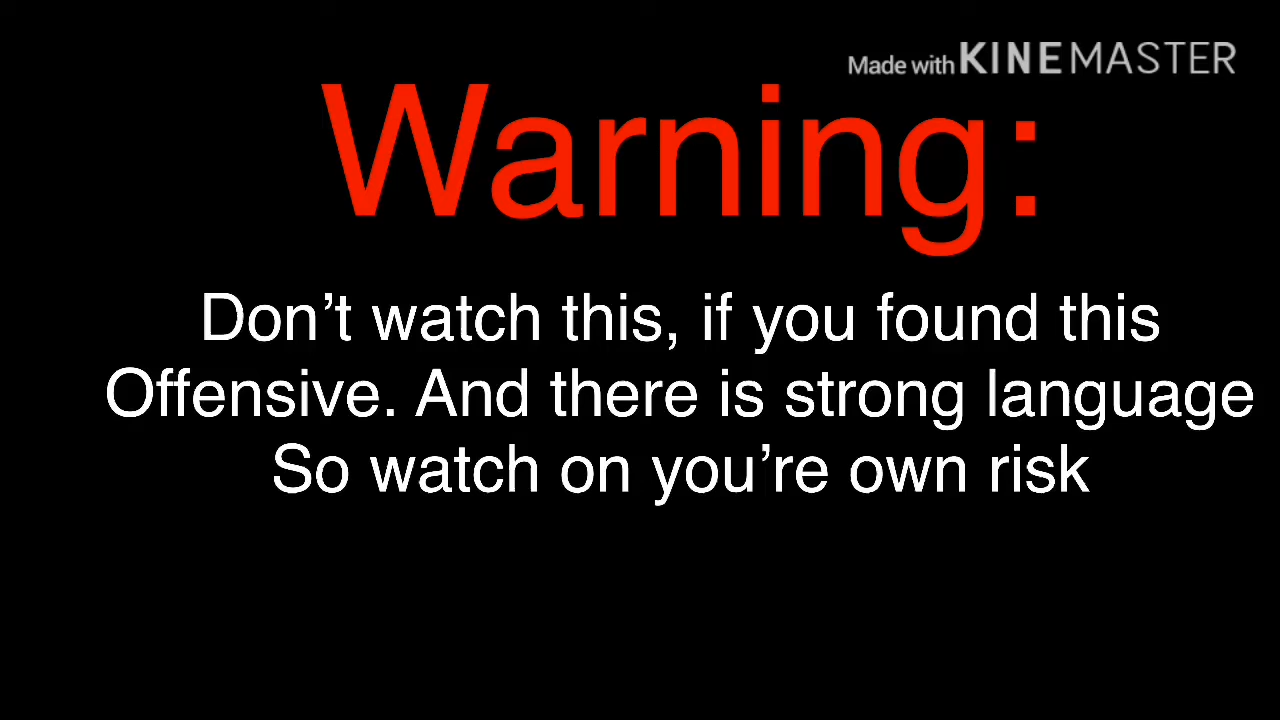 Made with KINEMASTER
Warning:
Don’t watch this, if you found this
Offensive. And there is strong language
So watch on you’re own risk